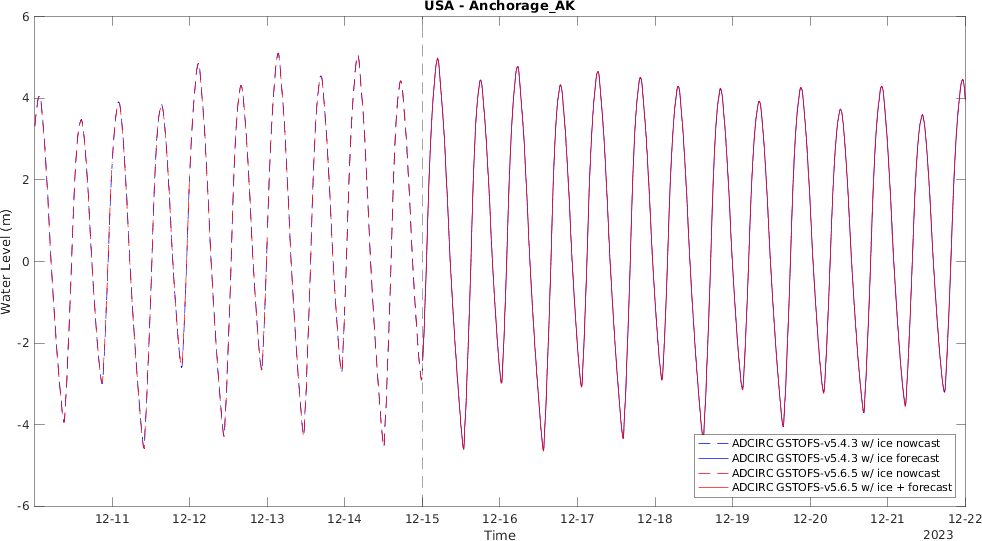 USA - Anchorage_AK
6
4
2
0
-2
-4
-6
Water Level (m)
ADCIRC GSTOFS-v5.4.3 w/ ice nowcast
ADCIRC GSTOFS-v5.4.3 w/ ice forecast
ADCIRC GSTOFS-v5.6.5 w/ ice nowcast
ADCIRC GSTOFS-v5.6.5 w/ ice + forecast
12-11 12-12 12-13 12-14 12-15 12-16 12-17 12-18 12-19 12-20 12-21 12-22
Time
2023